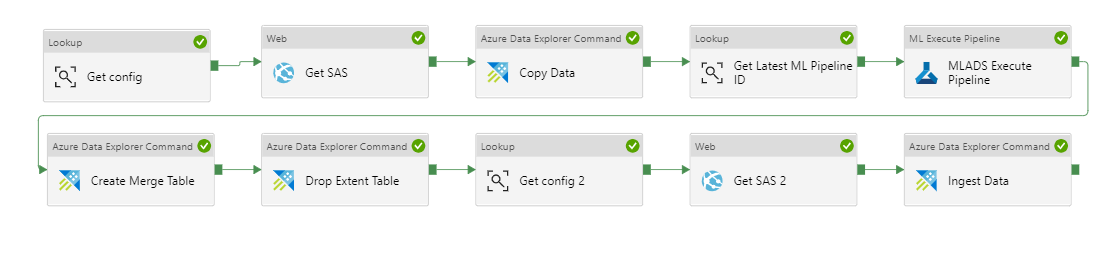 Lookup
Get config
Web
Get SAS
Azure Data Explorer Command
Copy Data
Lookup
Get Latest ML Pipeline
ID
ML Execute Pipeline
MLADS Execute
Pipeline
Azure Data Explorer Command
Create Merge Table
Azure Data Explorer Command
Drop Extent Table
Lookup
Get config 2
Web
Get SAS 2
Azure Data Explorer Command
Ingest Data